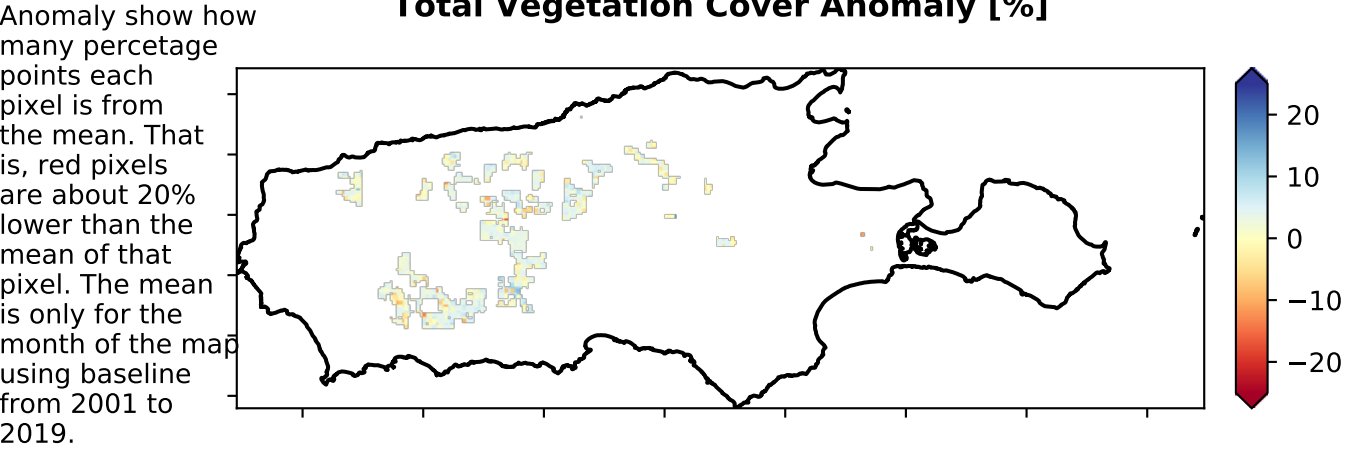 Total Vegetation Cover Anomaly [%]
Anomaly show how
many percetage
points each
pixel is from
the mean. That
is, red pixels
are about 20%
lower than the
mean of that
pixel. The mean
is only for the
month of the map
using baseline
from 2001 to
2019.
20
10
0
−10
−20